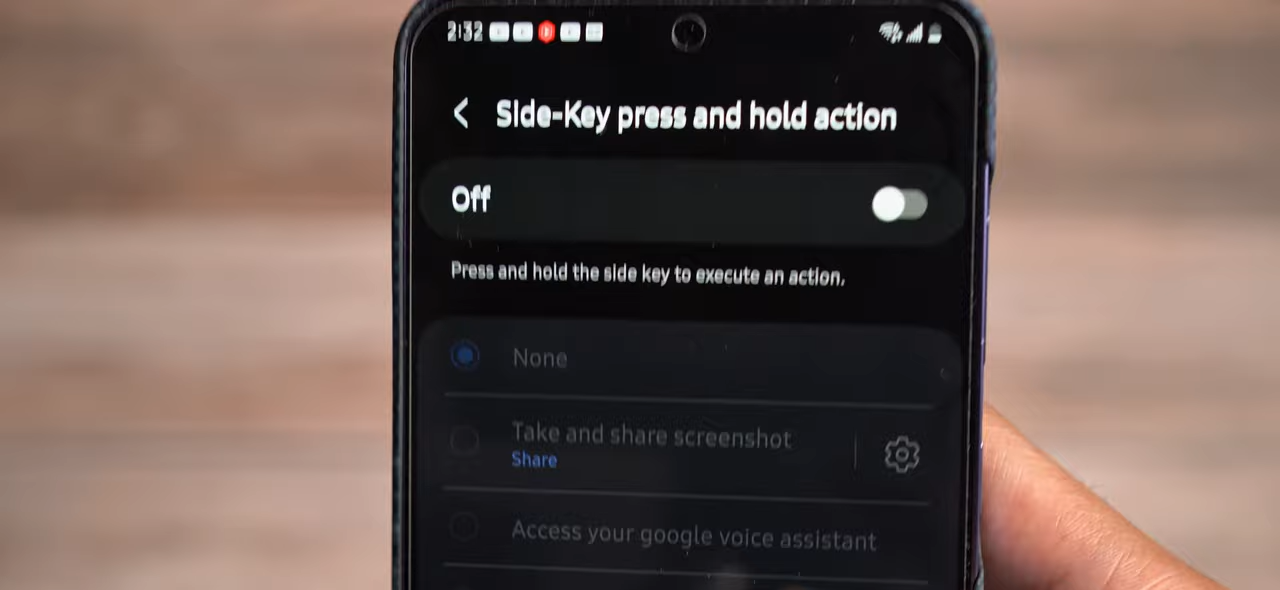 2:32
Side-Key press and hold action
Off
Press and hold the side key to execute an action.
None
Take and share screenshot
Share
Access your google voice assistant